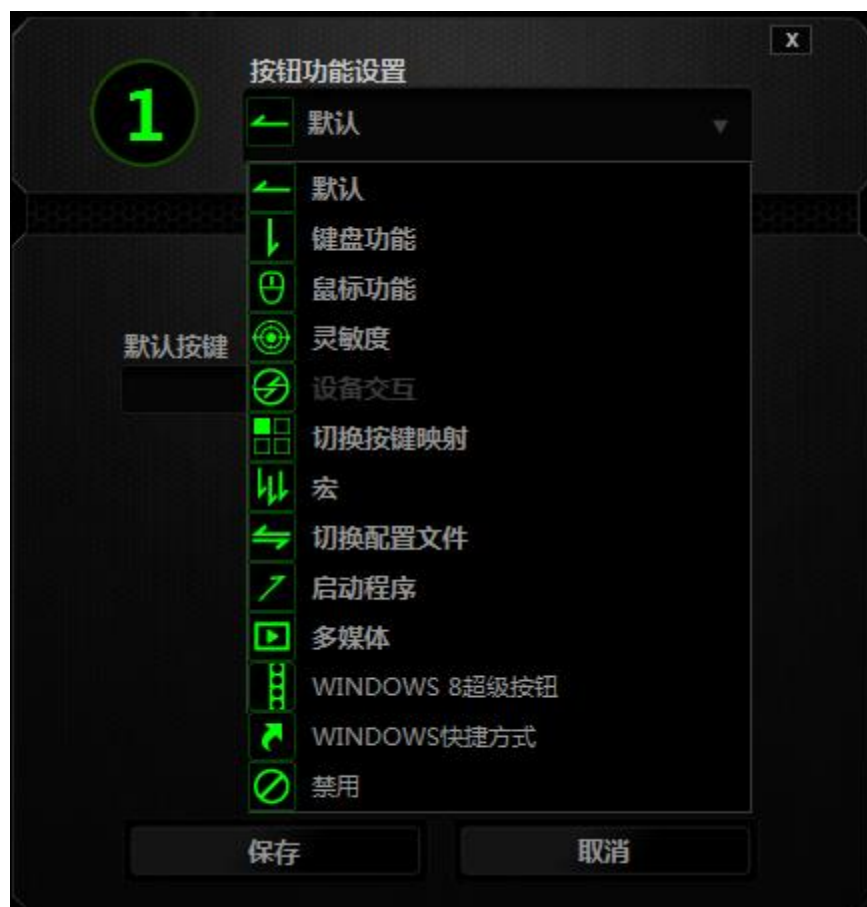 X
按钮功能设置
1
默认
默认
键盘功能
鼠标功能
灵敏度
默认按键
设备交互
切换按键映射
宏
切换配置文件
启动程序
多媒体
WINDOWS 8超级按钮
WINDOWS快捷方式
禁用
保存
取消